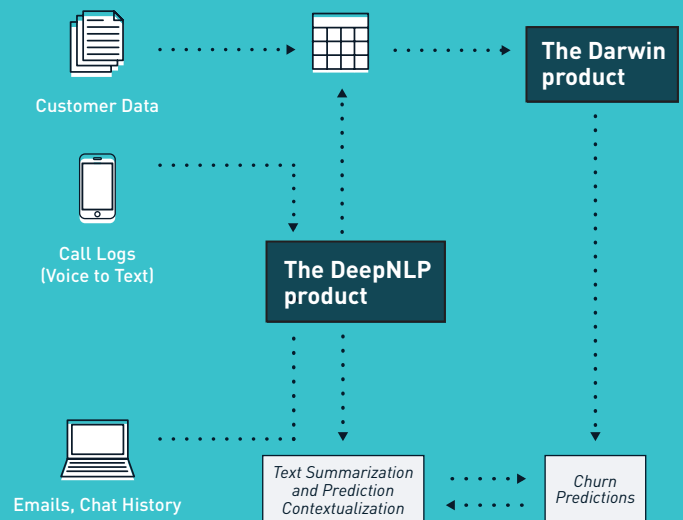 Customer Data
The Darwin
product
Call Logs
(Voice to Text)
The DeepNLP
product
Emails, Chat History
Text Summarization
and Prediction
Contextualization
Churn
Predictions